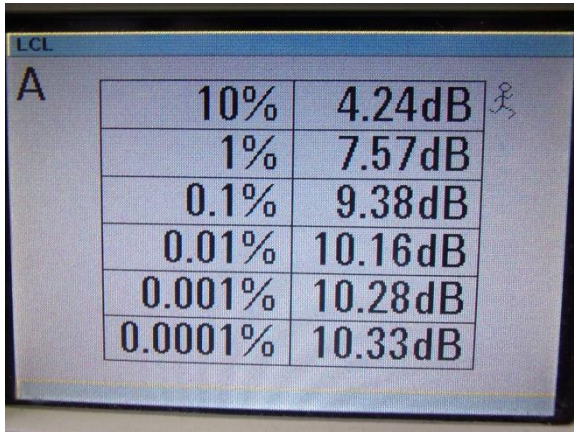 LCL
A
10% 4.24dB
1% 7.57dB
0.1% 9.38dB
0.01% 10.16dB
0.001% 10.28dB
0.0001% 10.33dB